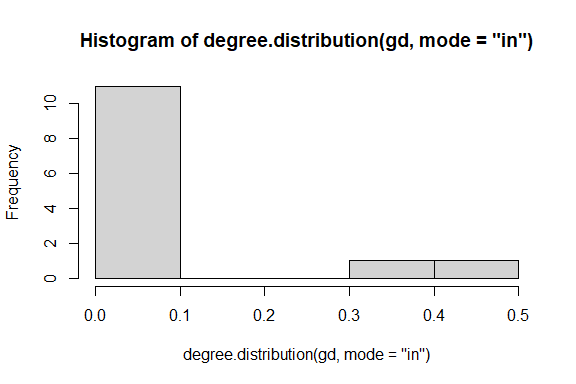 Histogram of degree.distribution(gd, mode = "in")
Frequency
10
8
6
4
2
0
0.0 0.1 0.2 0.3 0.4 0.5
degree.distribution(gd, mode = "in")